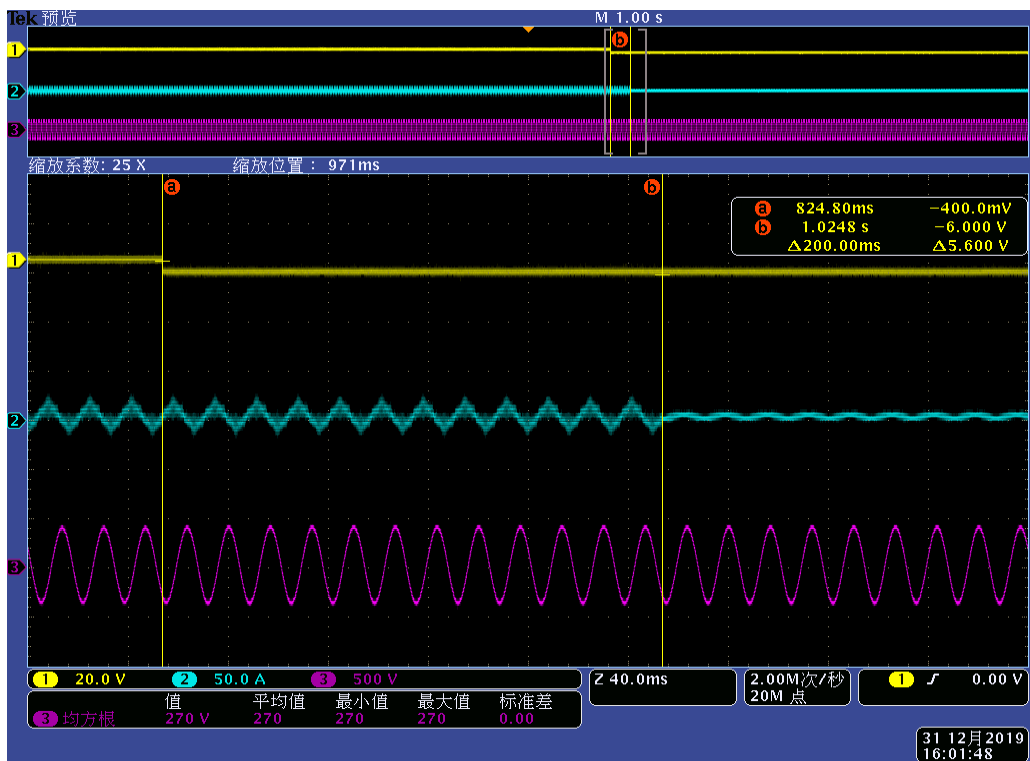 Tek 预览 M 1.00 s
1
b
2
3
缩放系数: 25 X 缩放位置： 971ms
a b
a 824.80ms −400.0mV
b 1.0248 s −6.000 V
Δ200.00ms Δ5.600 V
1
2
3
1 20.0 V 2 50.0 A 3 500 V Z 40.0ms 2.00M次/秒 1 0.00 V
20M 点
值 平均值 最小值 最大值 标准差
3 均方根 270 V 270 270 270 0.00
31 12月2019
16:01:48